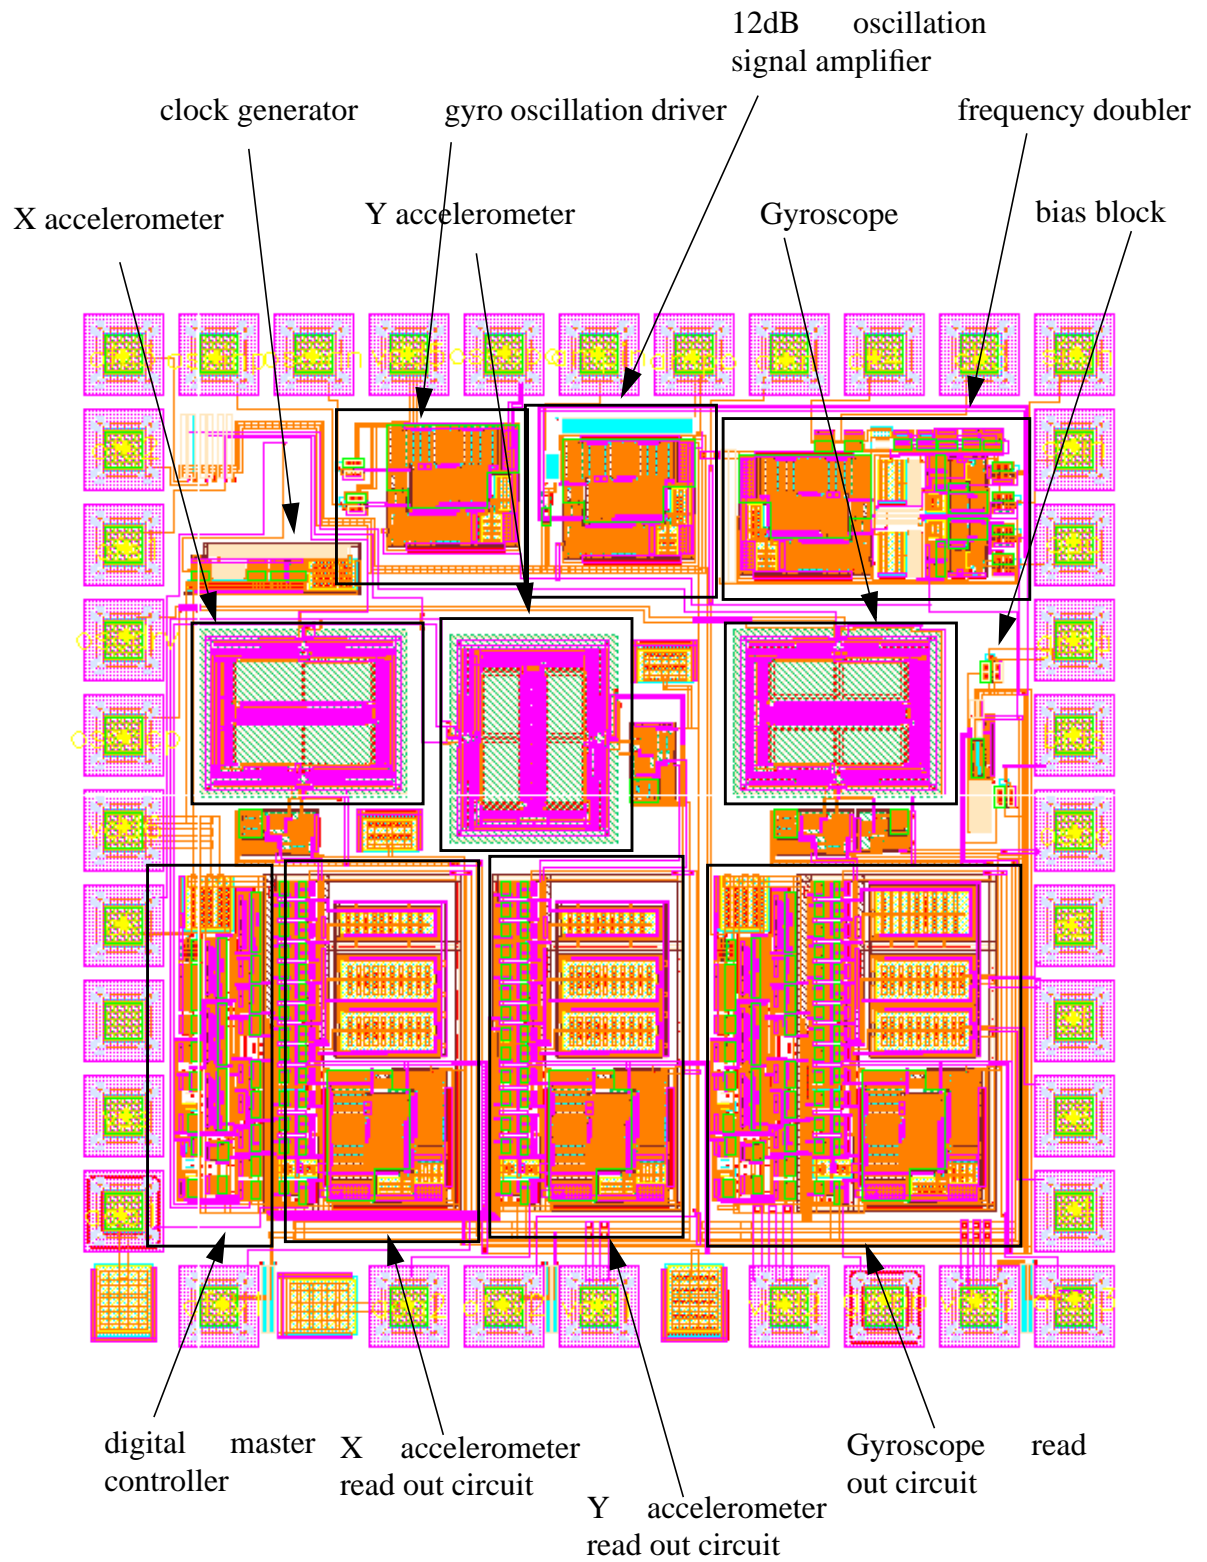 12dB oscillation
signal amplifier
clock generator
gyro oscillation driver
frequency doubler
X accelerometer
Y accelerometer
Gyroscope
bias block
digital master
controller
X accelerometer
read out circuit
Y accelerometer
read out circuit
Gyroscope read
out circuit